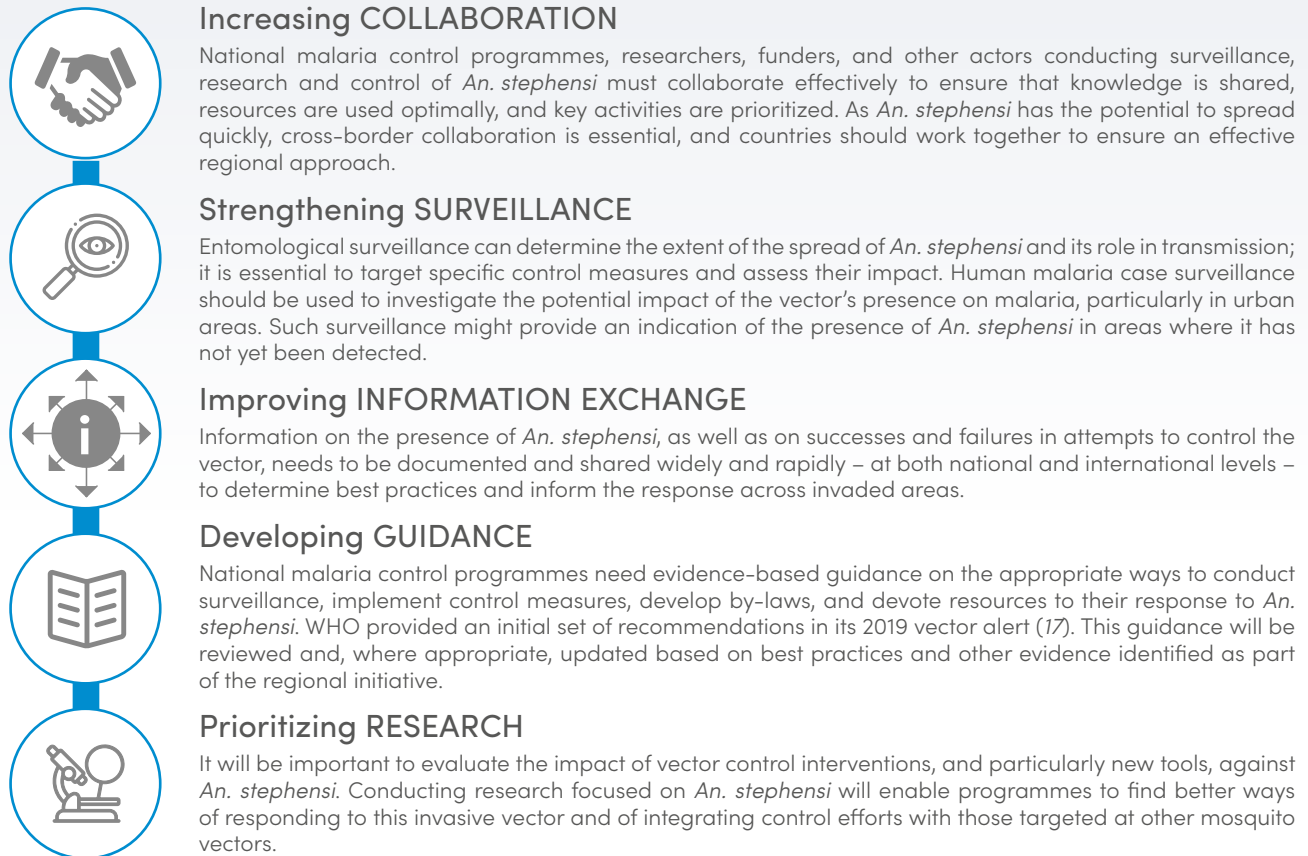 Increasing COLLABORATION
National malaria control programmes, researchers, funders, and other actors conducting surveillance,
research and control of An. stephensi must collaborate effectively to ensure that knowledge is shared,
resources are used optimally, and key activities are prioritized. As An. stephensi has the potential to spread
quickly, cross-border collaboration is essential, and countries should work together to ensure an effective
regional approach.
Strengthening SURVEILLANCE
Entomological surveillance can determine the extent of the spread of An. stephensi and its role in transmission;
it is essential to target specific control measures and assess their impact. Human malaria case surveillance
should be used to investigate the potential impact of the vector's presence on malaria, particularly in urban
areas. Such surveillance might provide an indication of the presence of An. stephensi in areas where it has
not yet been detected.
i
Improving INFORMATION EXCHANGE
Information on the presence of An. stephensi, as well as on successes and failures in attempts to control the
vector, needs to be documented and shared widely and rapidly – at both national and international levels –
to determine best practices and inform the response across invaded areas.
Developing GUIDANCE
National malaria control programmes need evidence-based guidance on the appropriate ways to conduct
surveillance, implement control measures, develop by-laws, and devote resources to their response to An.
stephensi. WHO provided an initial set of recommendations in its 2019 vector alert (17). This guidance will be
reviewed and, where appropriate, updated based on best practices and other evidence identified as part
of the regional initiative.
Prioritizing RESEARCH
It will be important to evaluate the impact of vector control interventions, and particularly new tools, against
An. stephensi. Conducting research focused on An. stephensi will enable programmes to find better ways
of responding to this invasive vector and of integrating control efforts with those targeted at other mosquito
vectors.